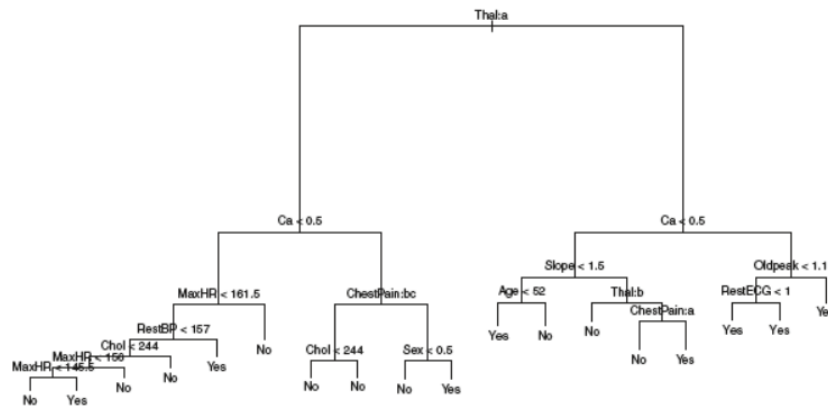 Thal:a
Ca < 0.5
Ca < 0.5
Slope < 1.5
Oldpeak < 1.1
MaxHR < 161.5
ChestPain:bc
Age < 52
Thal:b
RestECG < 1
ChestPain:a
Yes
RestBP < 157
Yes
No
No
Yes
Yes
Chol < 244
No
Chol < 244
Sex < 0.5
No
Yes
MaxHR < 156
No
Yes
No
No
No
Yes
MaxHR < 145.5
No
No
Yes